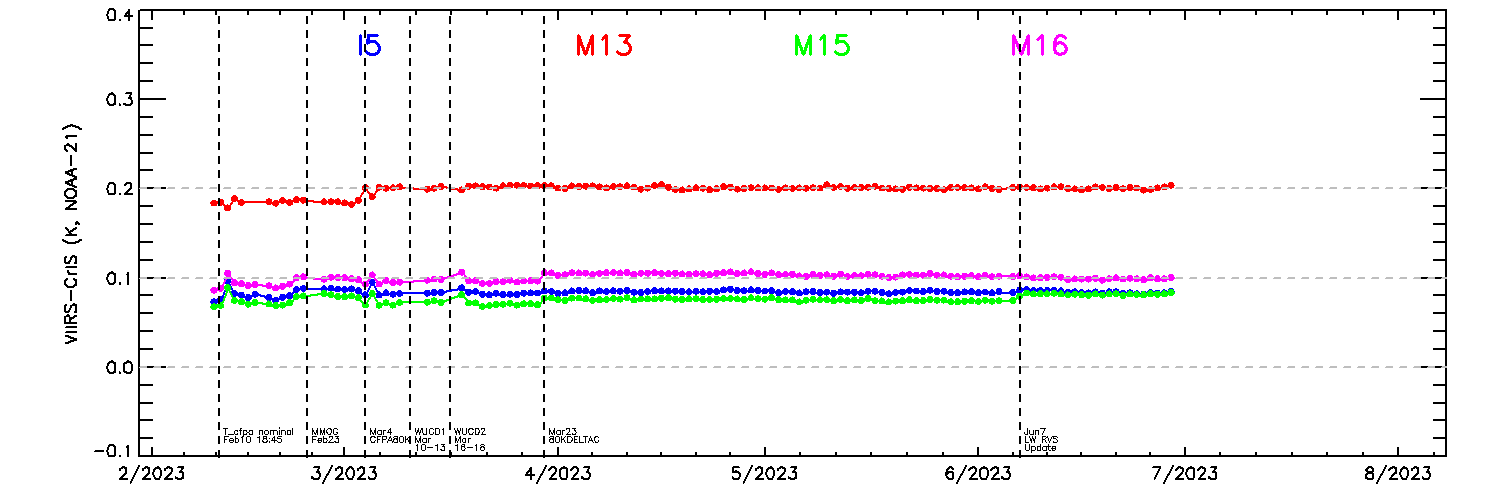 0.4
I5 M13 M15 M16
0.3
0.2
0.1
0.0
-0.1
VIIRS-CrIS (K, NOAA-21)
T_cfpa nominal
Feb10 18:45
MMOG
Feb23
Mar4
CFPA80K
WUCD1
Mar
10-13
WUCD2
Mar
16-18
Mar23
80KDELTAC
Jun7
LW RVS
Update
2/2023 3/2023 4/2023 5/2023 6/2023 7/2023 8/2023